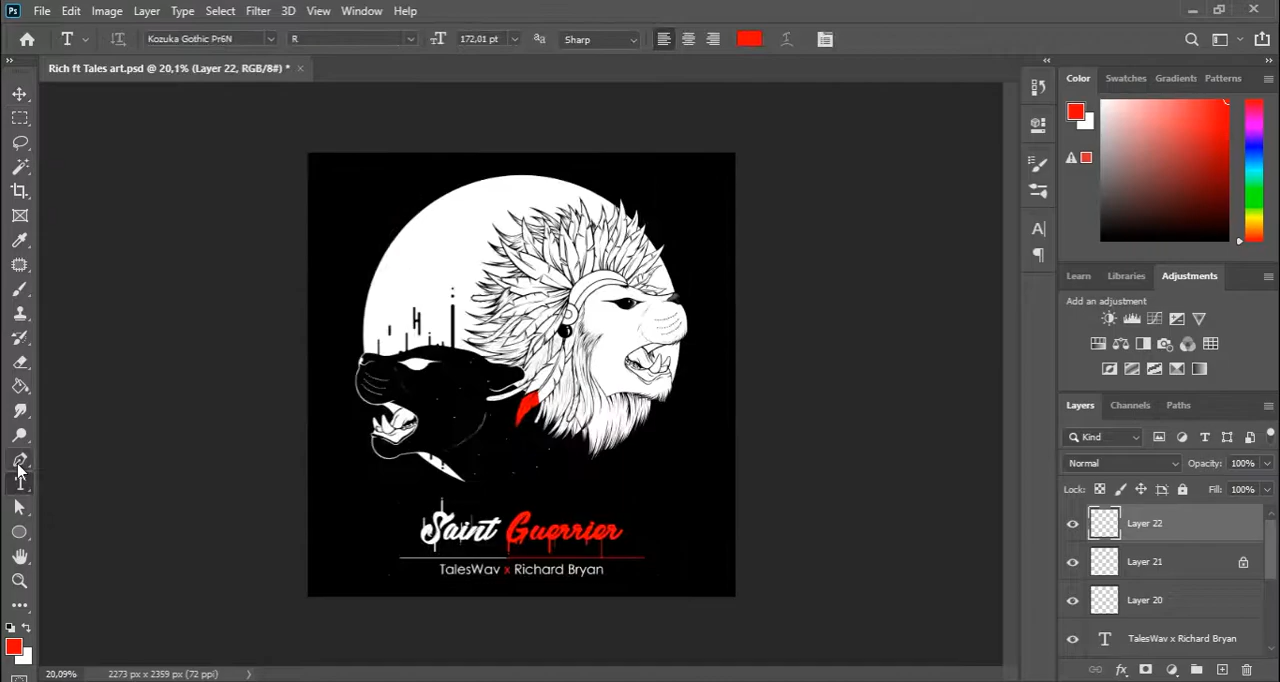 Ps File Edit Image Layer Type Select Filter 3D View Window Help
T Kozuka Gothic Pr6N R 172,01 pt aa Sharp
Rich ft Tales art.psd @ 20,1% (Layer 22, RGB/8#) * ×
Color Swatches Gradients Patterns
Learn Libraries Adjustments
Add an adjustment
Layers Channels Paths
Kind
Normal Opacity: 100%
Lock: Fill: 100%
Layer 22
Layer 21
Layer 20
T TalesWav x Richard Bryan
Saint Guerrier
TalesWav x Richard Bryan
20,09% 2273 px x 2359 px (72 ppi)